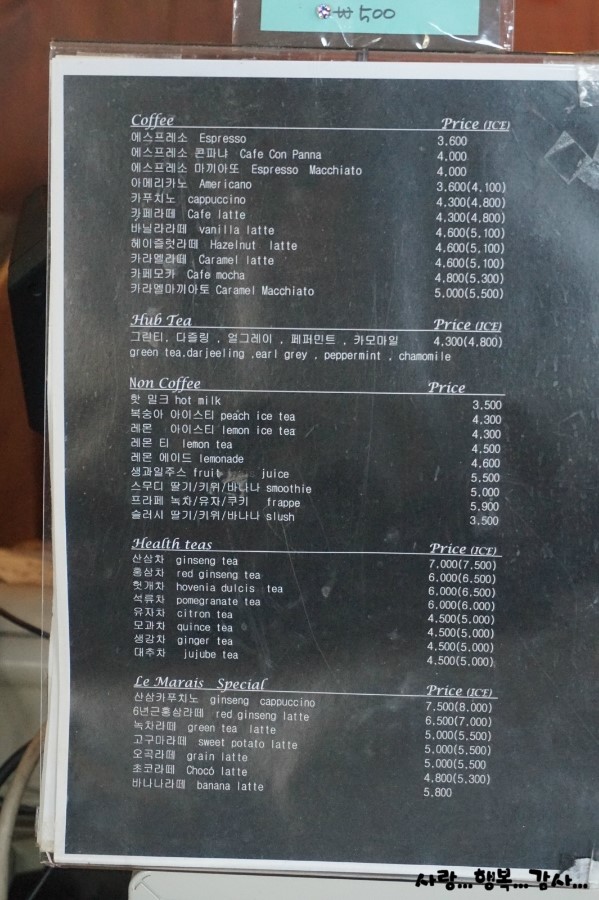 ₩500
Coffee Price (ICE)
에스프레소 Espresso 3,600
에스프레소 콘파냐 Cafe Con Panna 4,000
에스프레소 마끼아또 Espresso Macchiato 4,000
아메리카노 Americano 3,600(4,100)
카푸치노 cappuccino 4,300(4,800)
카페라떼 Cafe latte 4,300(4,800)
바닐라라떼 vanilla latte 4,600(5,100)
헤이즐럿라떼 Hazelnut latte 4,600(5,100)
카라멜라떼 Caramel latte 4,600(5,100)
카페모카 Cafe mocha 4,800(5,300)
카라멜마끼아토 Caramel Macchiato 5,000(5,500)
Hub Tea Price (ICE)
그린티, 다즐링 , 얼그레이 , 페퍼민트 , 카모마일 4,300(4,800)
green tea,darjeeling ,earl grey , peppermint , chamomile
Non Coffee Price
핫 밀크 hot milk 3,500
복숭아 아이스티 peach ice tea 4,300
레몬 아이스티 lemon ice tea 4,300
레몬 티 lemon tea 4,500
레몬 에이드 lemonade 4,600
생과일주스 fruit juice 5,500
스무디 딸기/키위/바나나 smoothie 5,000
프라페 녹차/유자/쿠키 frappe 5,900
슬러시 딸기/키위/바나나 slush 3,500
Health teas Price (ICE)
산삼차 ginseng tea 7,000(7,500)
홍삼차 red ginseng tea 6,000(6,500)
헛개차 hovenia dulcis tea 6,000(6,500)
석류차 pomegranate tea 6,000(6,000)
유자차 citron tea 4,500(5,000)
모과차 quince tea 4,500(5,000)
생강차 ginger tea 4,500(5,000)
대추차 jujube tea 4,500(5,000)
Le Marais Special Price (ICE)
산삼카푸치노 ginseng cappuccino 7,500(8,000)
6년근홍삼라떼 red ginseng latte 6,500(7,000)
녹차라떼 green tea latte 5,000(5,500)
고구마라떼 sweet potato latte 5,000(5,500)
오곡라떼 grain latte 5,000(5,500
초코라떼 Choco latte 4,800(5,300)
바나나라떼 banana latte 5,800
사랑...행복...감사...